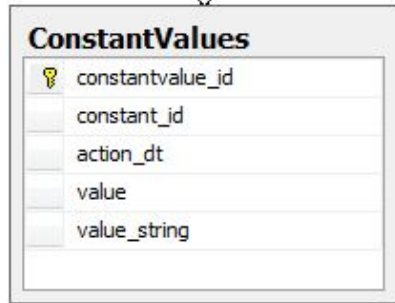 ConstantValues
constantvalue_id
constant_id
action_dt
value
value_string